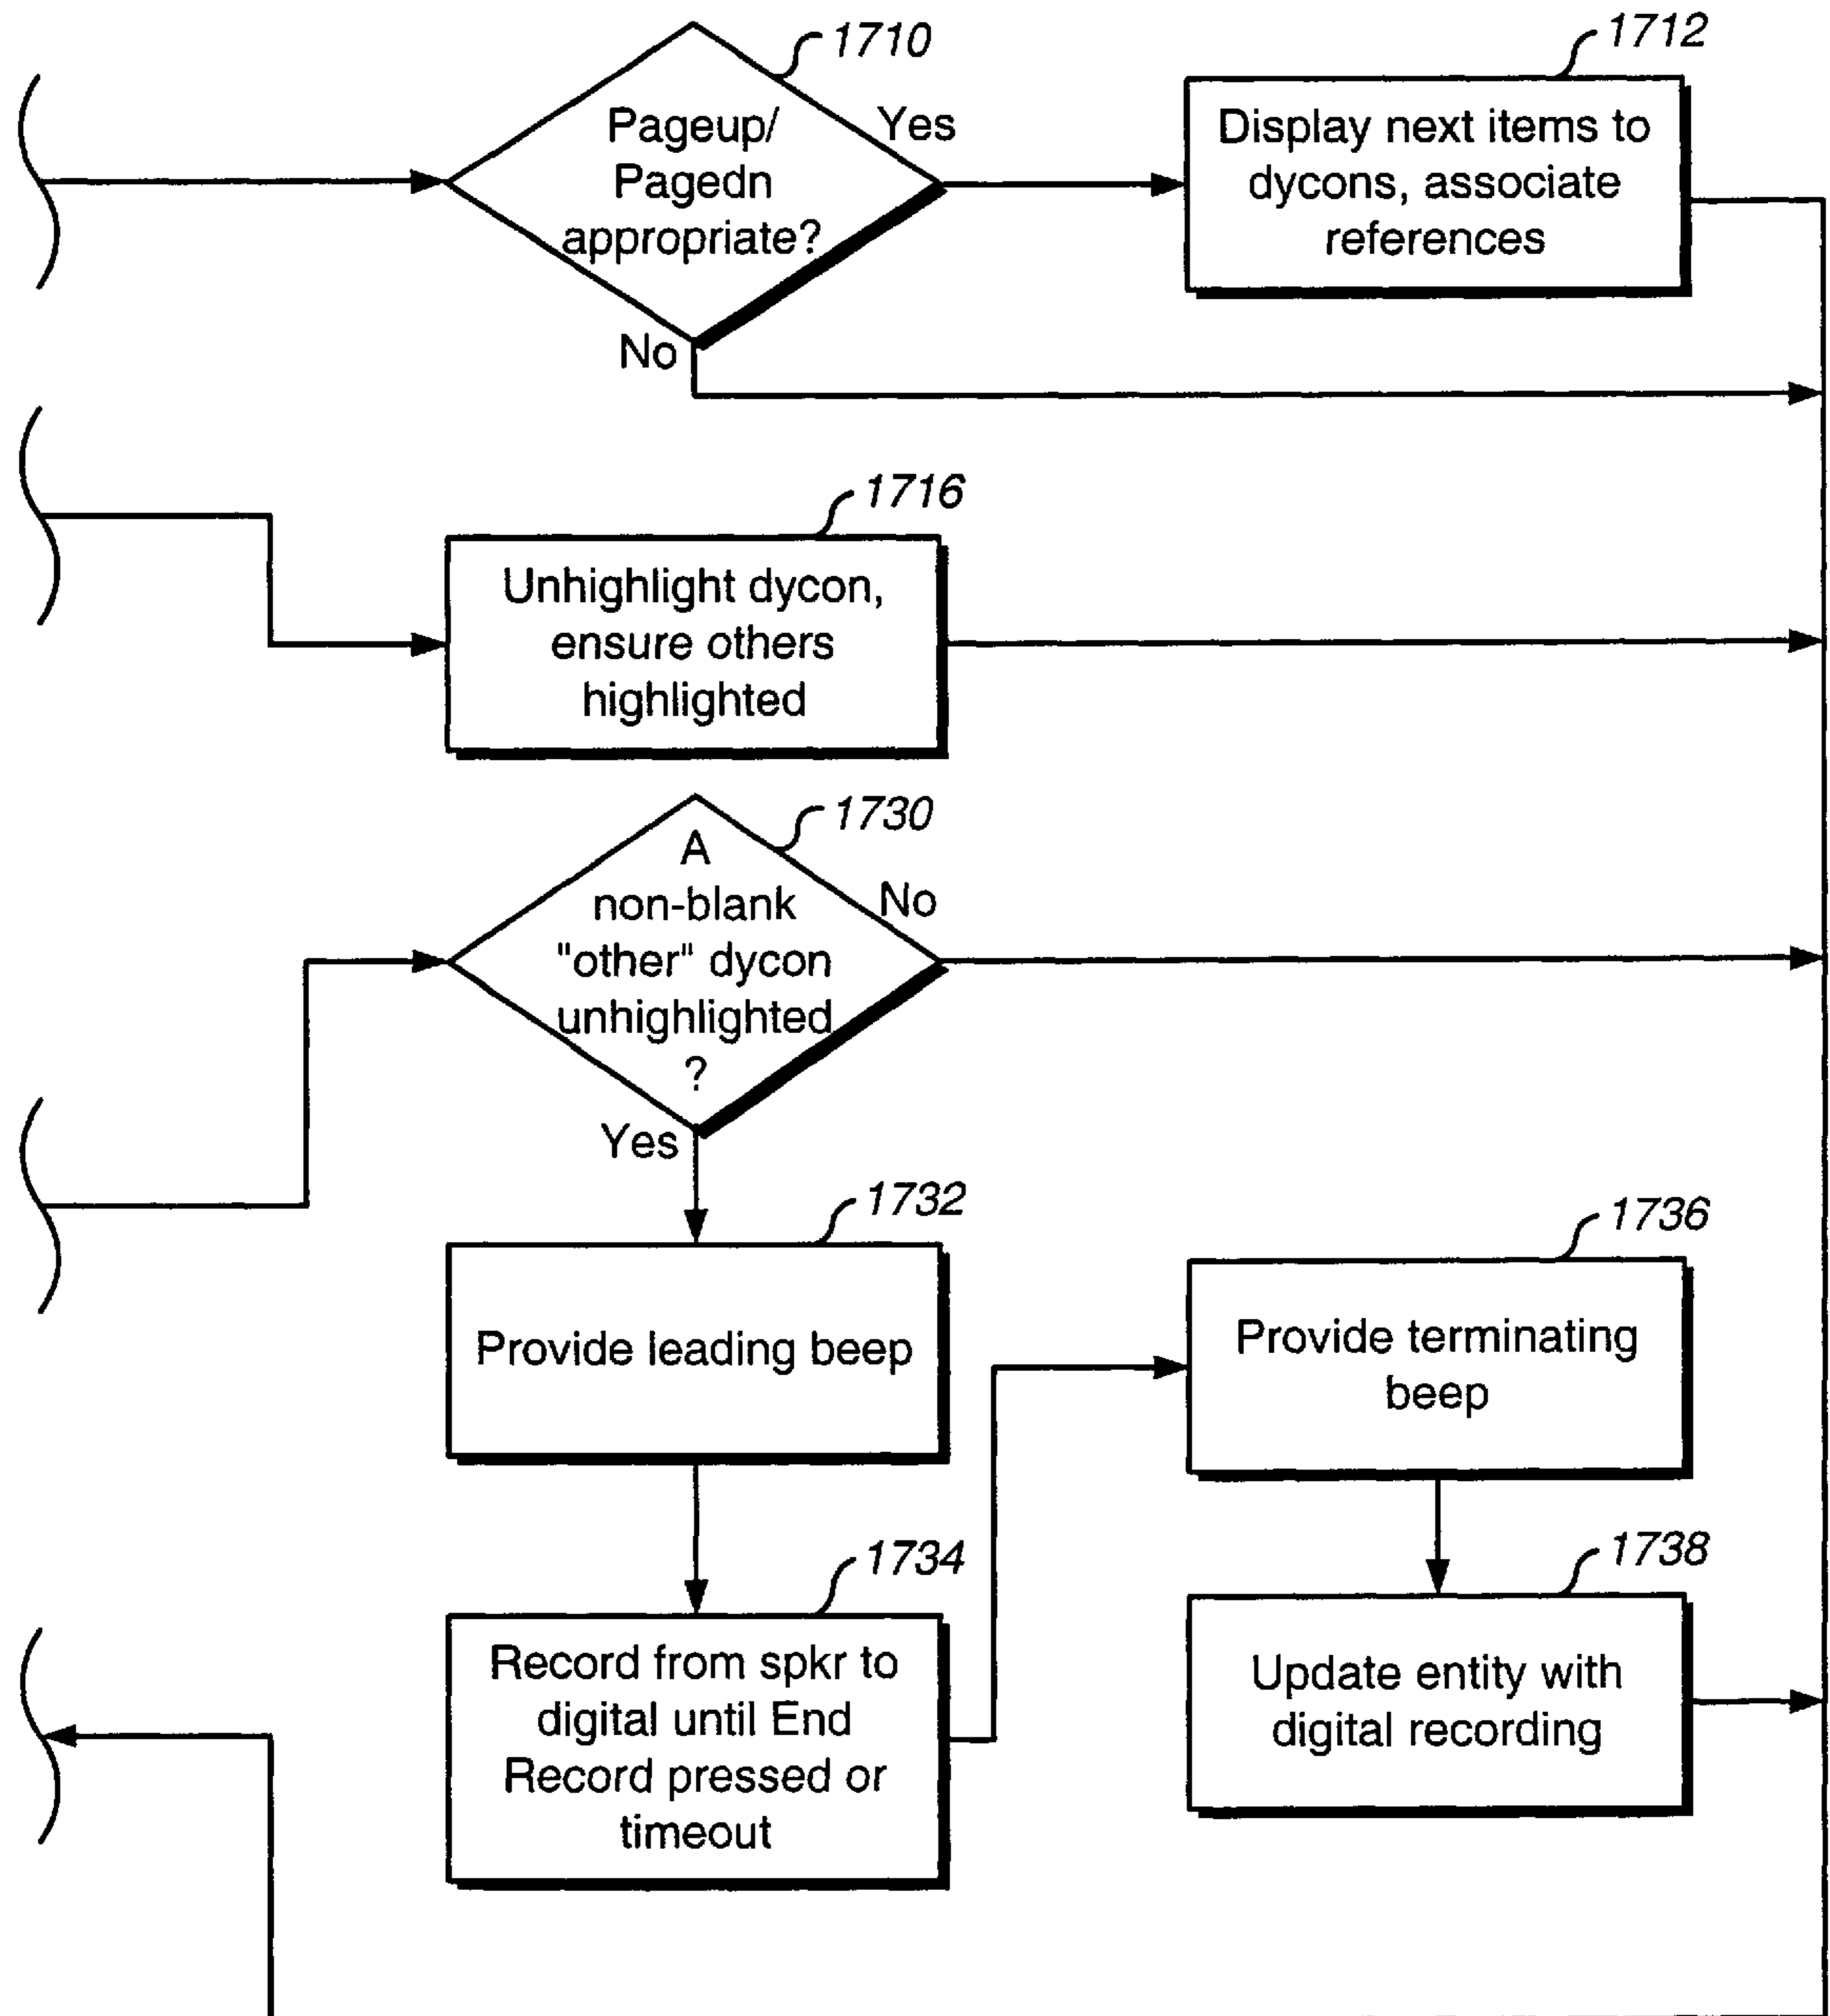 1710
Pageup/
Pagedn
appropriate?
Yes
No
1712
Display next items to
dycons, associate
references
1716
Unhighlight dycon,
ensure others
highlighted
1730
A
non-blank
"other" dycon
unhighlighted
?
No
Yes
1732
Provide leading beep
1734
Record from spkr to
digital until End
Record pressed or
timeout
1736
Provide terminating
beep
1738
Update entity with
digital recording